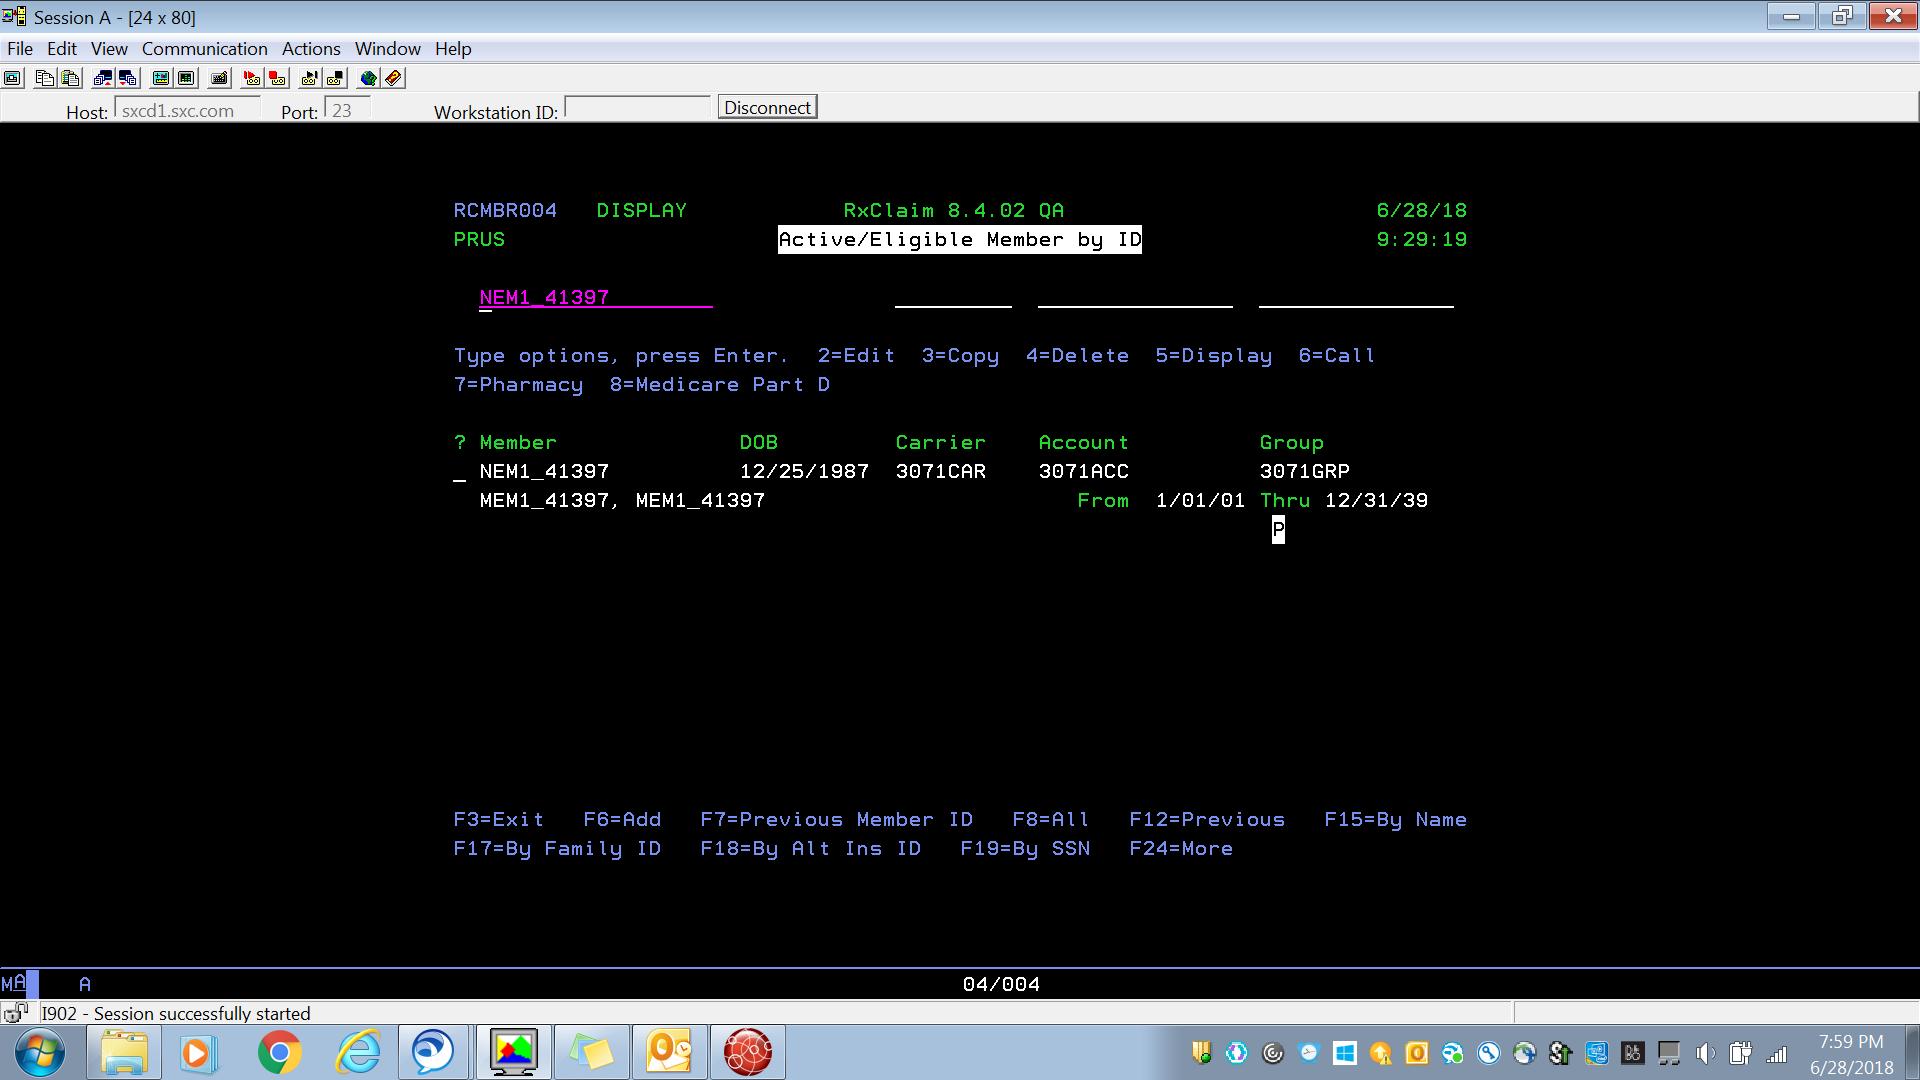 Session A - [24 x 80]
File Edit View Communication Actions Window Help
Host: sxcd1.sxc.com Port: 23 Workstation ID: Disconnect
RCMBR004 DISPLAY RxClaim 8.4.02 QA 6/28/18
PRUS Active/Eligible Member by ID 9:29:19
NEM1_41397
Type options, press Enter. 2=Edit 3=Copy 4=Delete 5=Display 6=Call
7=Pharmacy 8=Medicare Part D
? Member DOB Carrier Account Group
_ NEM1_41397 12/25/1987 3071CAR 3071ACC 3071GRP
MEM1_41397, MEM1_41397 From 1/01/01 Thru 12/31/39
P
F3=Exit F6=Add F7=Previous Member ID F8=All F12=Previous F15=By Name
F17=By Family ID F18=By Alt Ins ID F19=By SSN F24=More
MA A 04/004
I902 - Session successfully started
7:59 PM
6/28/2018